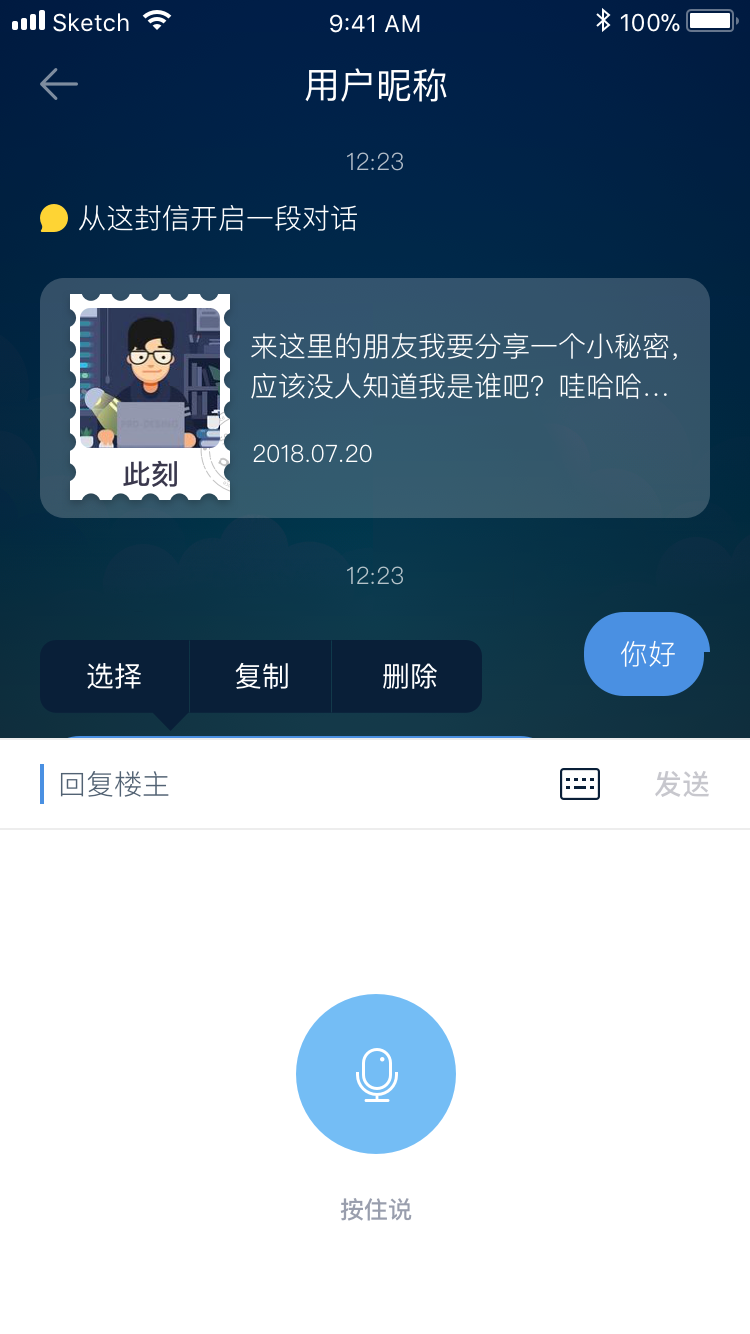 Sketch 9:41 AM 100%
用户昵称
12:23
从这封信开启一段对话
来这里的朋友我要分享一个小秘密，
应该没人知道我是谁吧？哇哈哈...
2018.07.20
此刻
12:23
你好
选择 复制 删除
回复楼主 发送
按住说